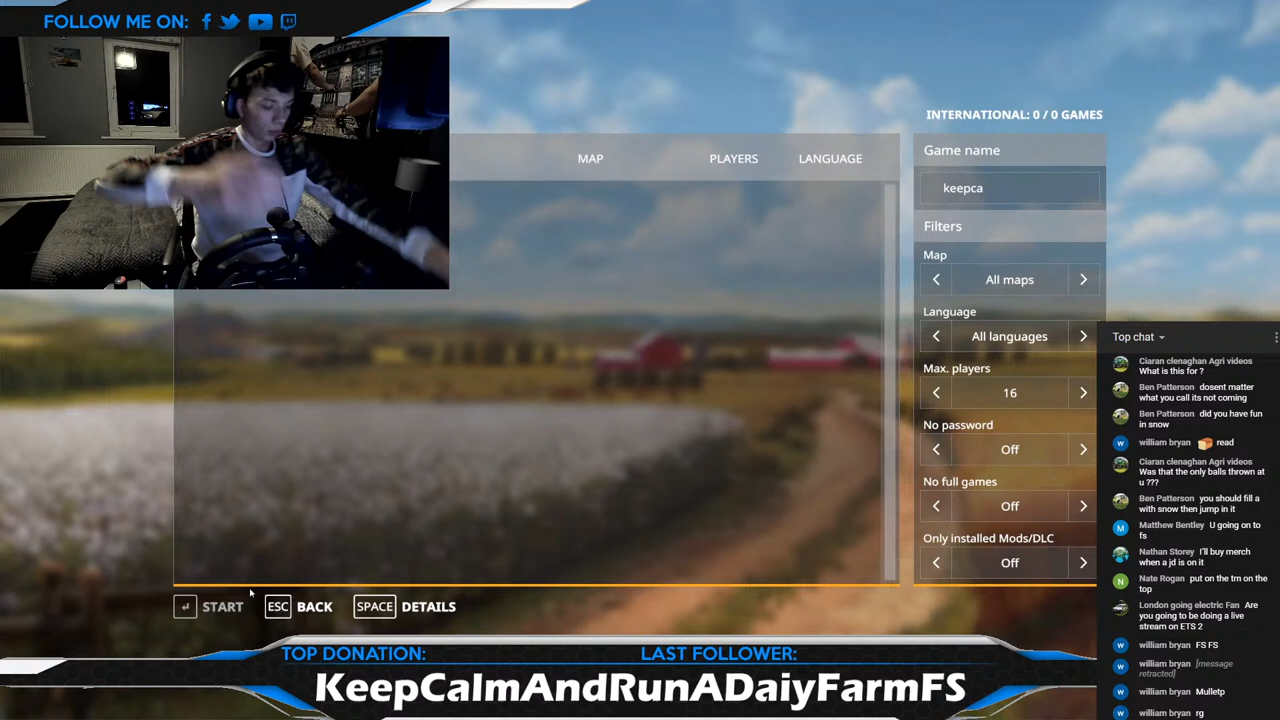 FOLLOW ME ON:
INTERNATIONAL: 0 / 0 GAMES
MAP PLAYERS LANGUAGE
Game name
keepca
Filters
Map
All maps
Language
All languages
Max. players
16
No password
Off
No full games
Off
Only installed Mods/DLC
Off
Top chat
Ciaran clenaghan Agri videos
What is this for ?
Ben Patterson dosent matter
what you call its not coming
Ben Patterson did you have fun
in snow
william bryan read
Ciaran clenaghan Agri videos
Was that the only balls thrown at
u ???
Ben Patterson you should fill a
with snow then jump in it
Matthew Bentley U going on to
fs
Nathan Storey I'll buy merch
when a jd is on it
Nate Rogan put on the tm on the
top
London going electric Fan Are
you going to be doing a live
stream on ETS 2
william bryan FS FS
william bryan [message
retracted]
william bryan Mulletp
william bryan rg
START ESC BACK SPACE DETAILS
TOP DONATION: LAST FOLLOWER:
KeepCalmAndRunADaiyFarmFS